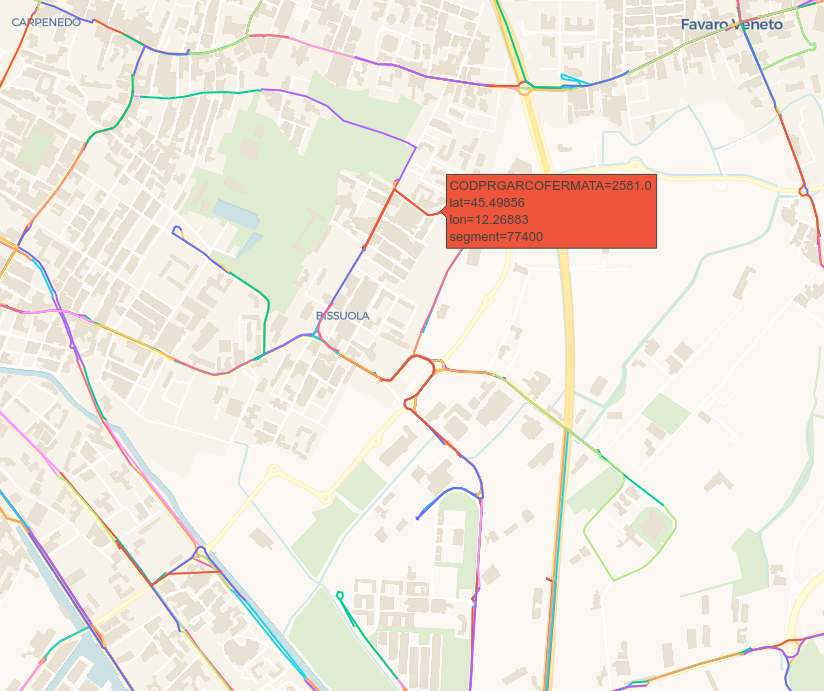 CARPENEDO
Favaro Veneto
CODPRGARCOFERMATA=2581.0
lat=45.49856
lon=12.26883
segment=77400
BISSUOLA